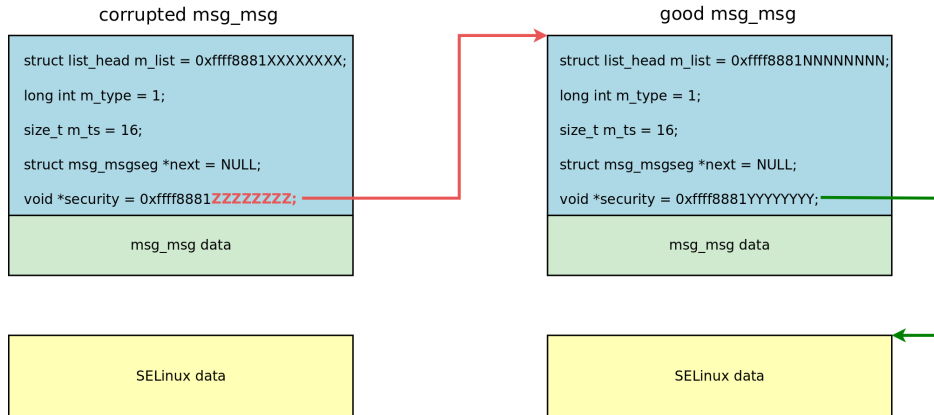 corrupted msg_msg
struct list_head m_list = 0xffff8881XXXXXXXX;
long int m_type = 1;
size_t m_ts = 16;
struct msg_msgseg *next = NULL;
void *security = 0xffff8881ZZZZZZZZ;
msg_msg data
SELinux data
good msg_msg
struct list_head m_list = 0xffff8881NNNNNNNN;
long int m_type = 1;
size_t m_ts = 16;
struct msg_msgseg *next = NULL;
void *security = 0xffff8881YYYYYYYY;
msg_msg data
SELinux data